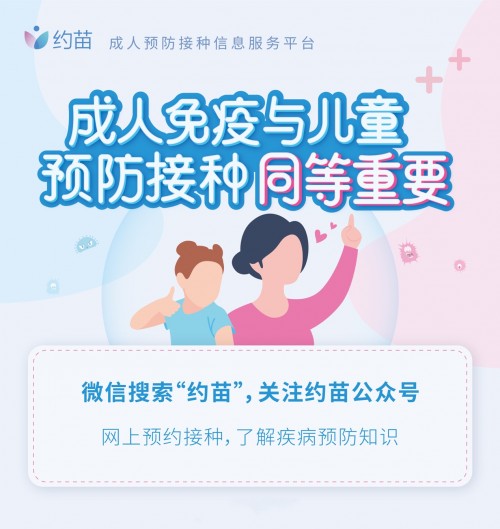 约苗 成人预防接种信息服务平台
成人免疫与儿童
预防接种同等重要
微信搜索“约苗”,关注约苗公众号
网上预约接种,了解疾病预防知识